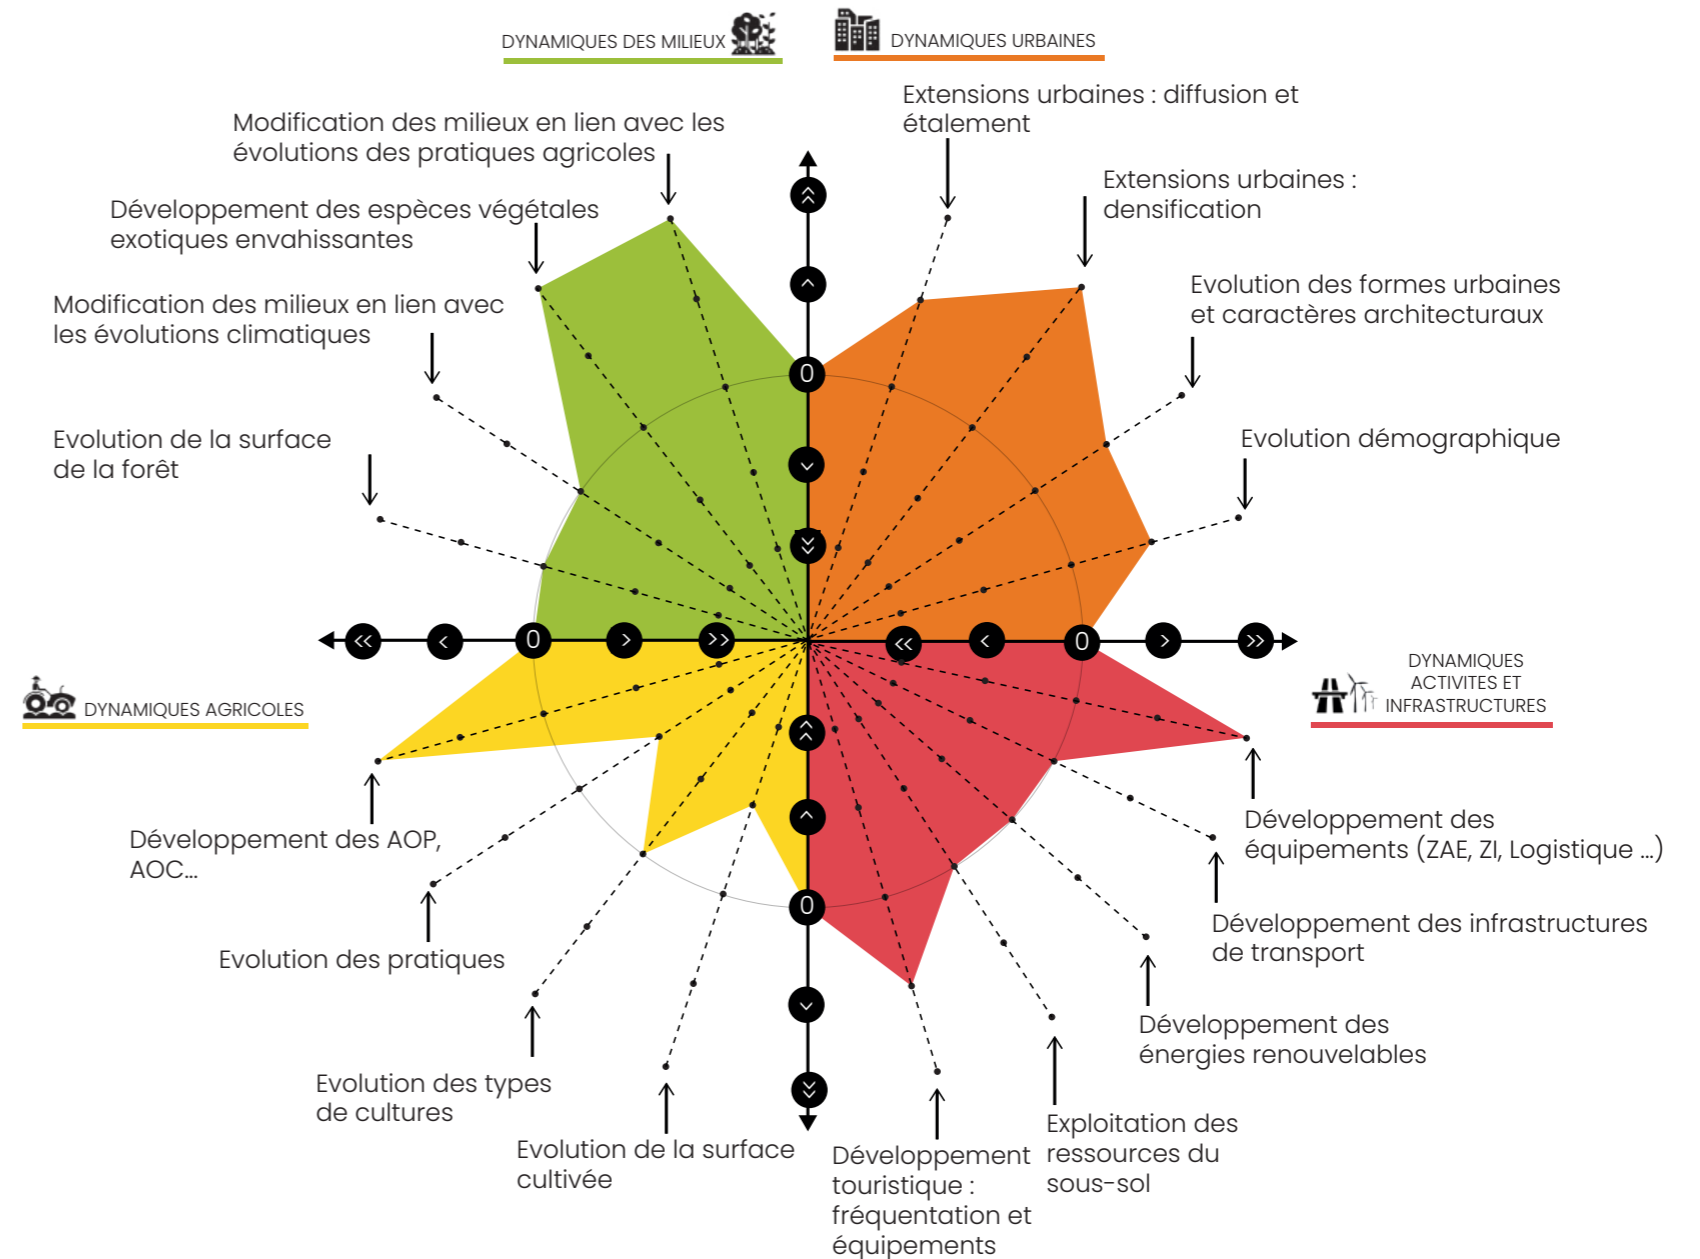 DYNAMIQUES DES MILIEUX
DYNAMIQUES URBAINES
Extensions urbaines : diffusion et
étalement
Modification des milieux en lien avec les
évolutions des pratiques agricoles
Extensions urbaines :
densification
Développement des espèces végétales
exotiques envahissantes
Evolution des formes urbaines
et caractères architecturaux
Modification des milieux en lien avec
les évolutions climatiques
0
Evolution de la surface
de la forêt
Evolution démographique
<<
<
0
>
>>
<<
<
0
>
>>
DYNAMIQUES
ACTIVITES ET
INFRASTRUCTURES
DYNAMIQUES AGRICOLES
Développement des AOP,
AOC...
Développement des
équipements (ZAE, ZI, Logistique ...)
0
Développement des infrastructures
de transport
Evolution des pratiques
Développement des
énergies renouvelables
Evolution des types
de cultures
Exploitation des
ressources du
sous-sol
Evolution de la surface
cultivée
Développement
touristique :
fréquentation et
équipements